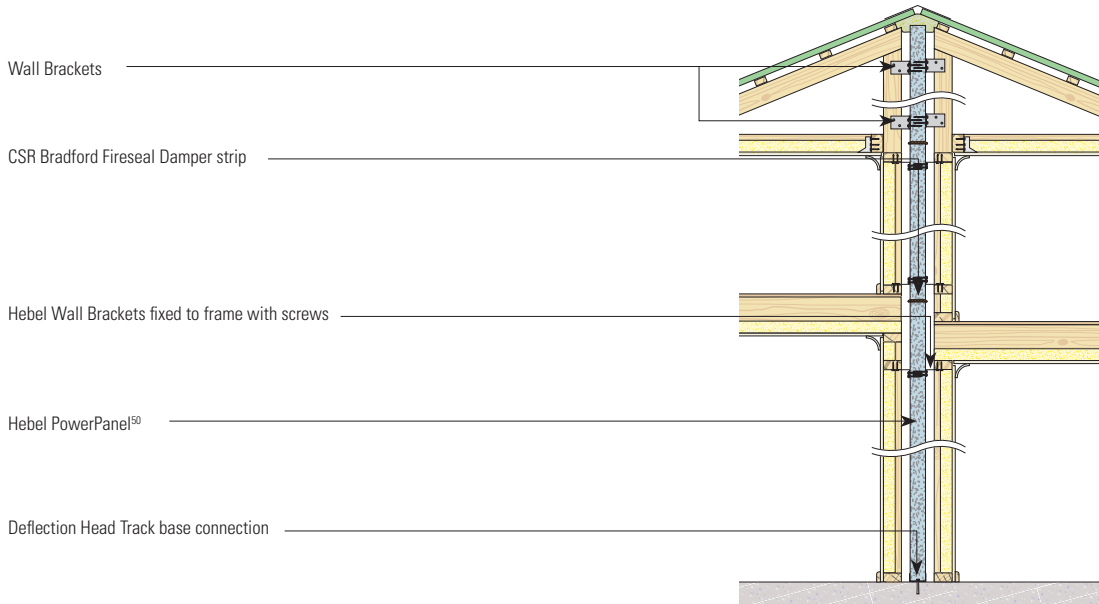 Wall Brackets
CSR Bradford Fireseal Damper strip
Hebel Wall Brackets fixed to frame with screws
Hebel PowerPanel⁵⁰
Deflection Head Track base connection